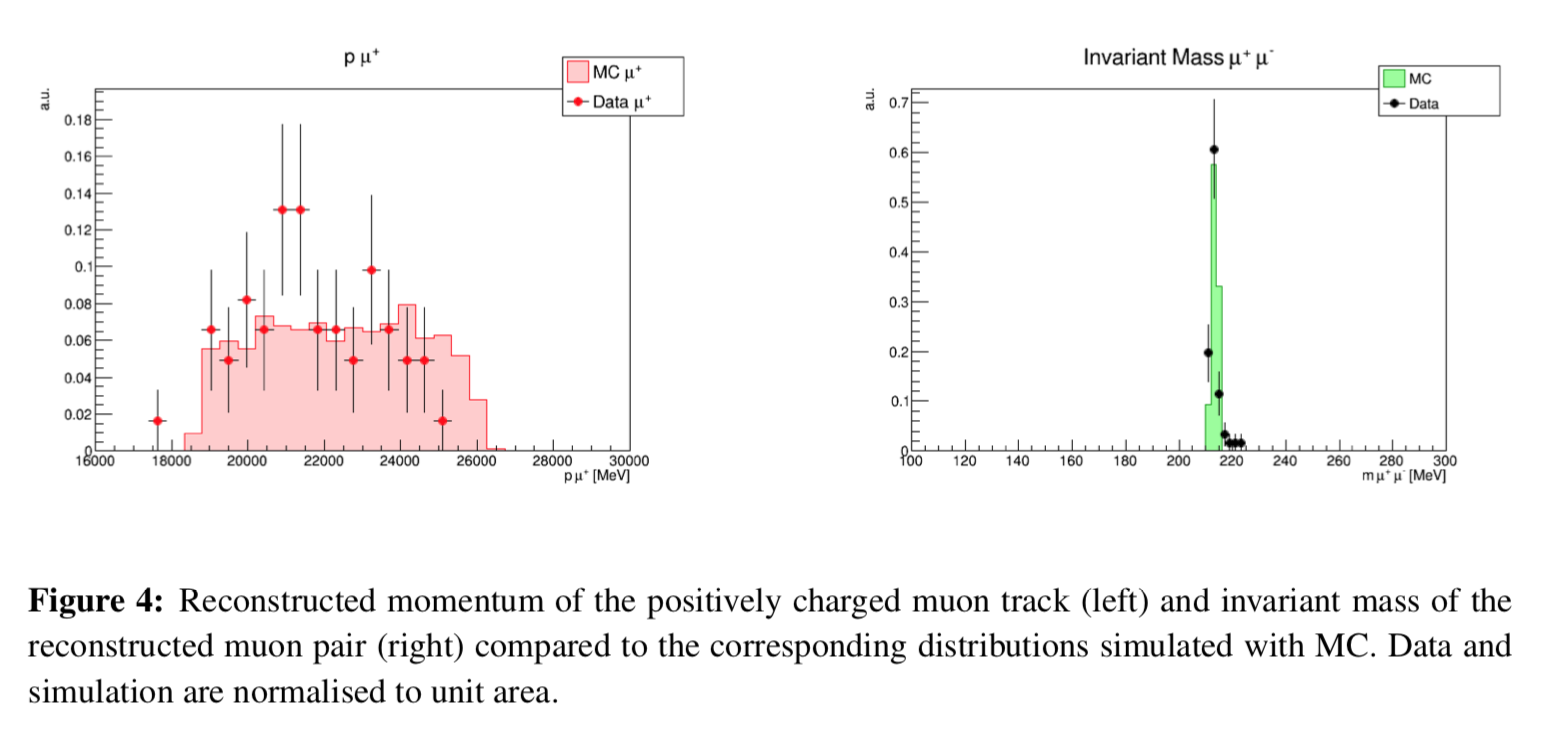 p μ⁺
MC μ⁺
Data μ⁺
a.u.
0.18
0.16
0.14
0.12
0.1
0.08
0.06
0.04
0.02
0
16000 18000 20000 22000 24000 26000 28000 30000
p μ⁺ [MeV]
Invariant Mass μ⁺ μ⁻
MC
Data
a.u.
0.7
0.6
0.5
0.4
0.3
0.2
0.1
0
100 120 140 160 180 200 220 240 260 280 300
m μ⁺ μ⁻ [MeV]
Figure 4: Reconstructed momentum of the positively charged muon track (left) and invariant mass of the
reconstructed muon pair (right) compared to the corresponding distributions simulated with MC. Data and
simulation are normalised to unit area.